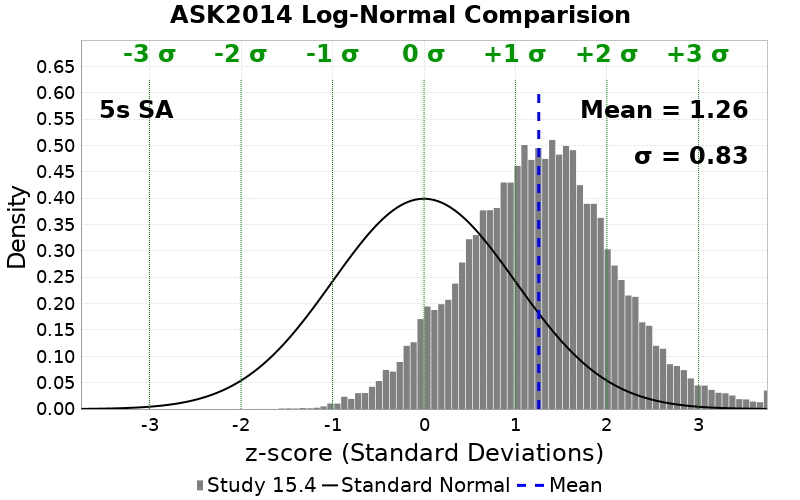 ASK2014 Log-Normal Comparision
-3 σ -2 σ -1 σ 0 σ +1 σ +2 σ +3 σ
5s SA
Mean = 1.26
σ = 0.83
Density
0.65
0.60
0.55
0.50
0.45
0.40
0.35
0.30
0.25
0.20
0.15
0.10
0.05
0.00
-3 -2 -1 0 1 2 3
z-score (Standard Deviations)
Study 15.4 Standard Normal Mean